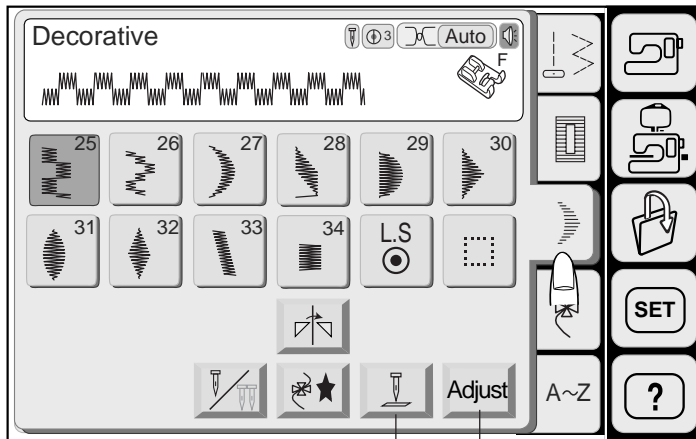 Decorative
3
Auto
F
25 26 27 28 29 30
31 32 33 34 L.S
Adjust
A~Z
SET
?